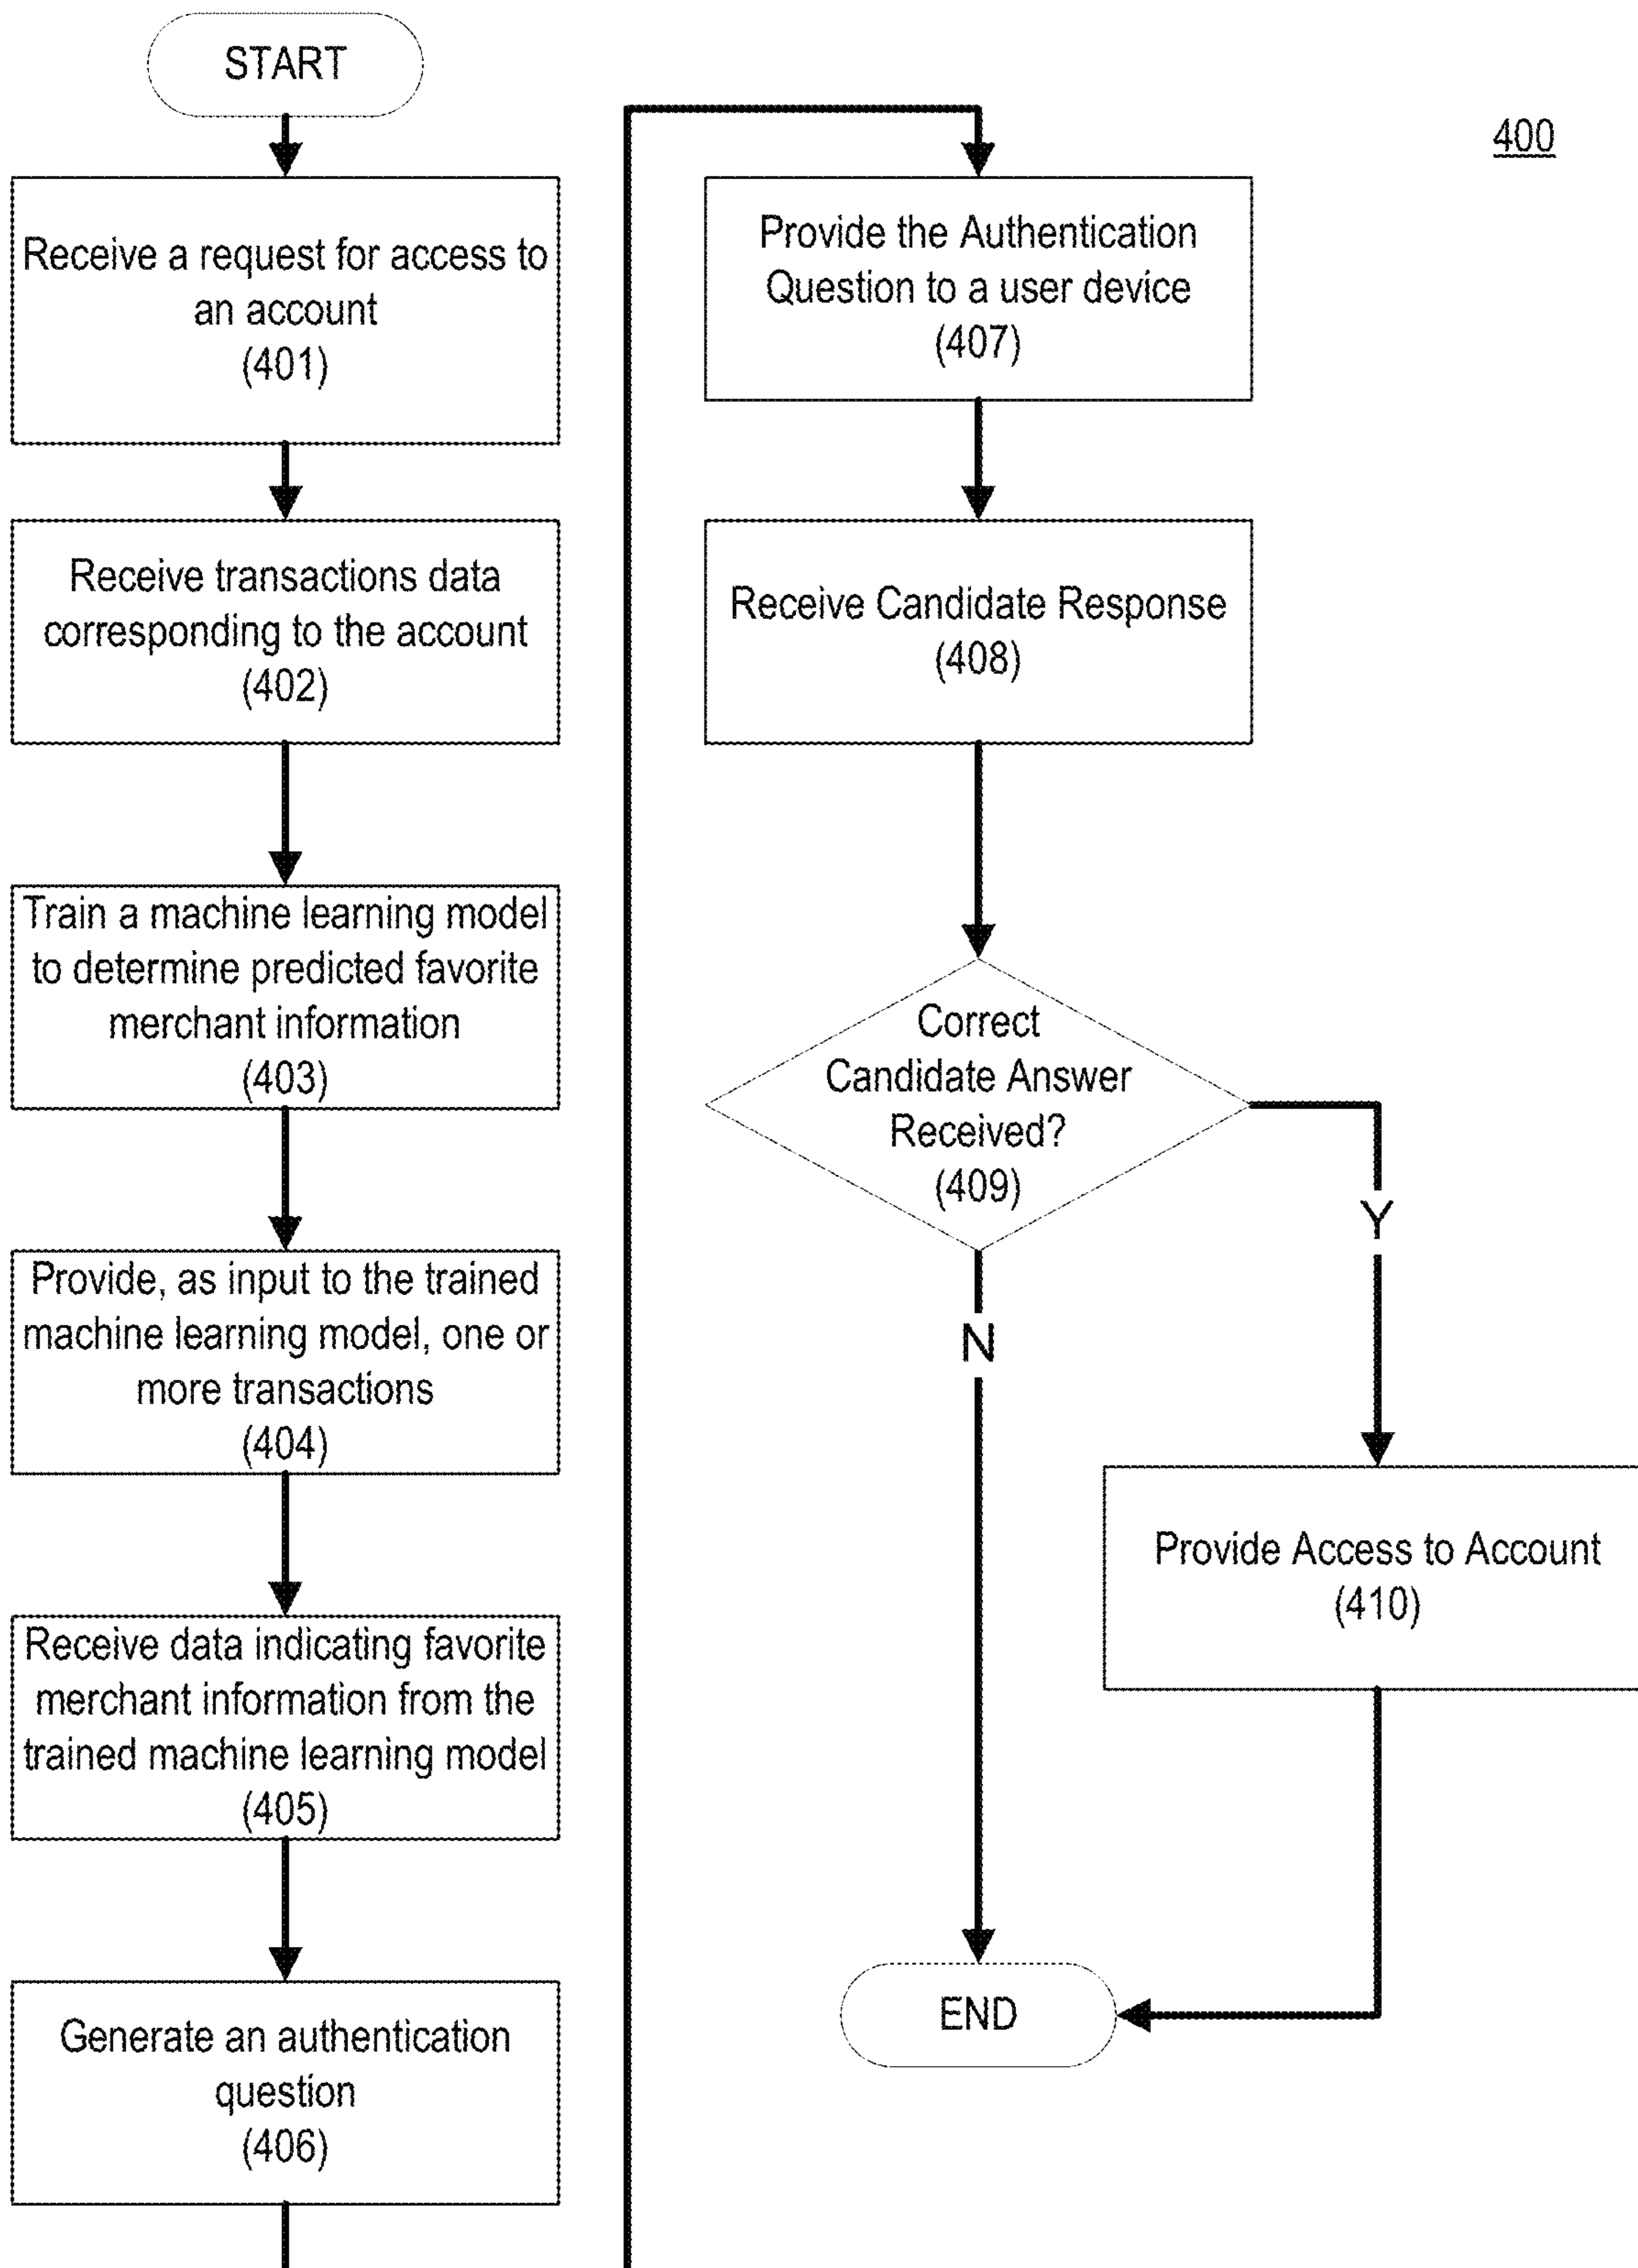 START
Receive a request for access to
an account
(401)
Receive transactions data
corresponding to the account
(402)
Train a machine learning model
to determine predicted favorite
merchant information
(403)
Provide, as input to the trained
machine learning model, one or
more transactions
(404)
Receive data indicating favorite
merchant information from the
trained machine learning model
(405)
Generate an authentication
question
(406)
400
Provide the Authentication
Question to a user device
(407)
Receive Candidate Response
(408)
Correct
Candidate Answer
Received?
(409)
Y
N
Provide Access to Account
(410)
END